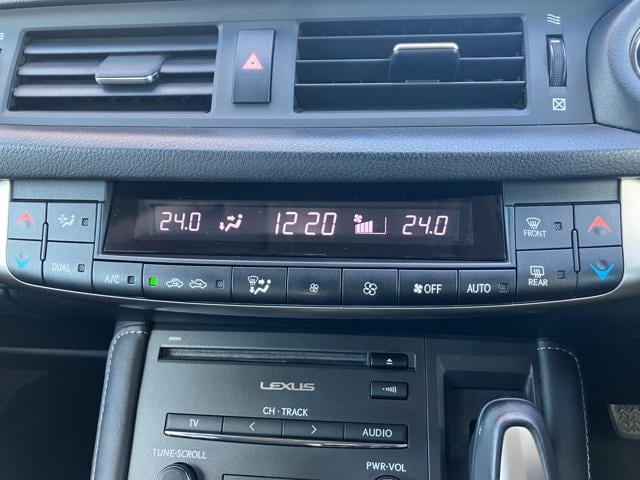 24.0 12:20 24.0
FRONT
DUAL
A/C
OFF
AUTO
REAR
LEXUS
CH · TRACK
TV
AUDIO
TUNE·SCROLL
PWR·VOL